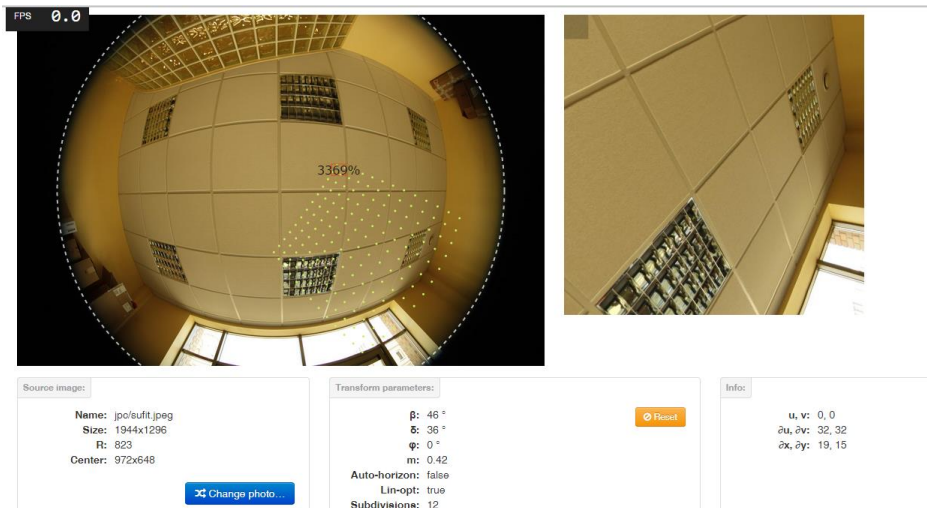 FPS 0.0
3369%
Source image:
Name: jpo/sufit.jpeg
Size: 1944x1296
R: 823
Center: 972x648
Change photo...
Transform parameters:
β: 46 °
δ: 36 °
φ: 0 °
m: 0.42
Auto-horizon: false
Lin-opt: true
Subdivisions: 12
Reset
Info:
u, v: 0, 0
∂u, ∂v: 32, 32
∂x, ∂y: 19, 15